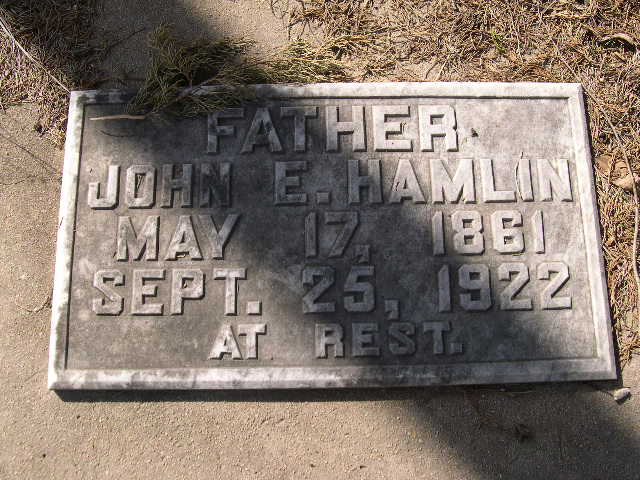 FATHER
JOHN E. HAMLIN
MAY 17, 1861
SEPT. 25, 1922
AT REST.